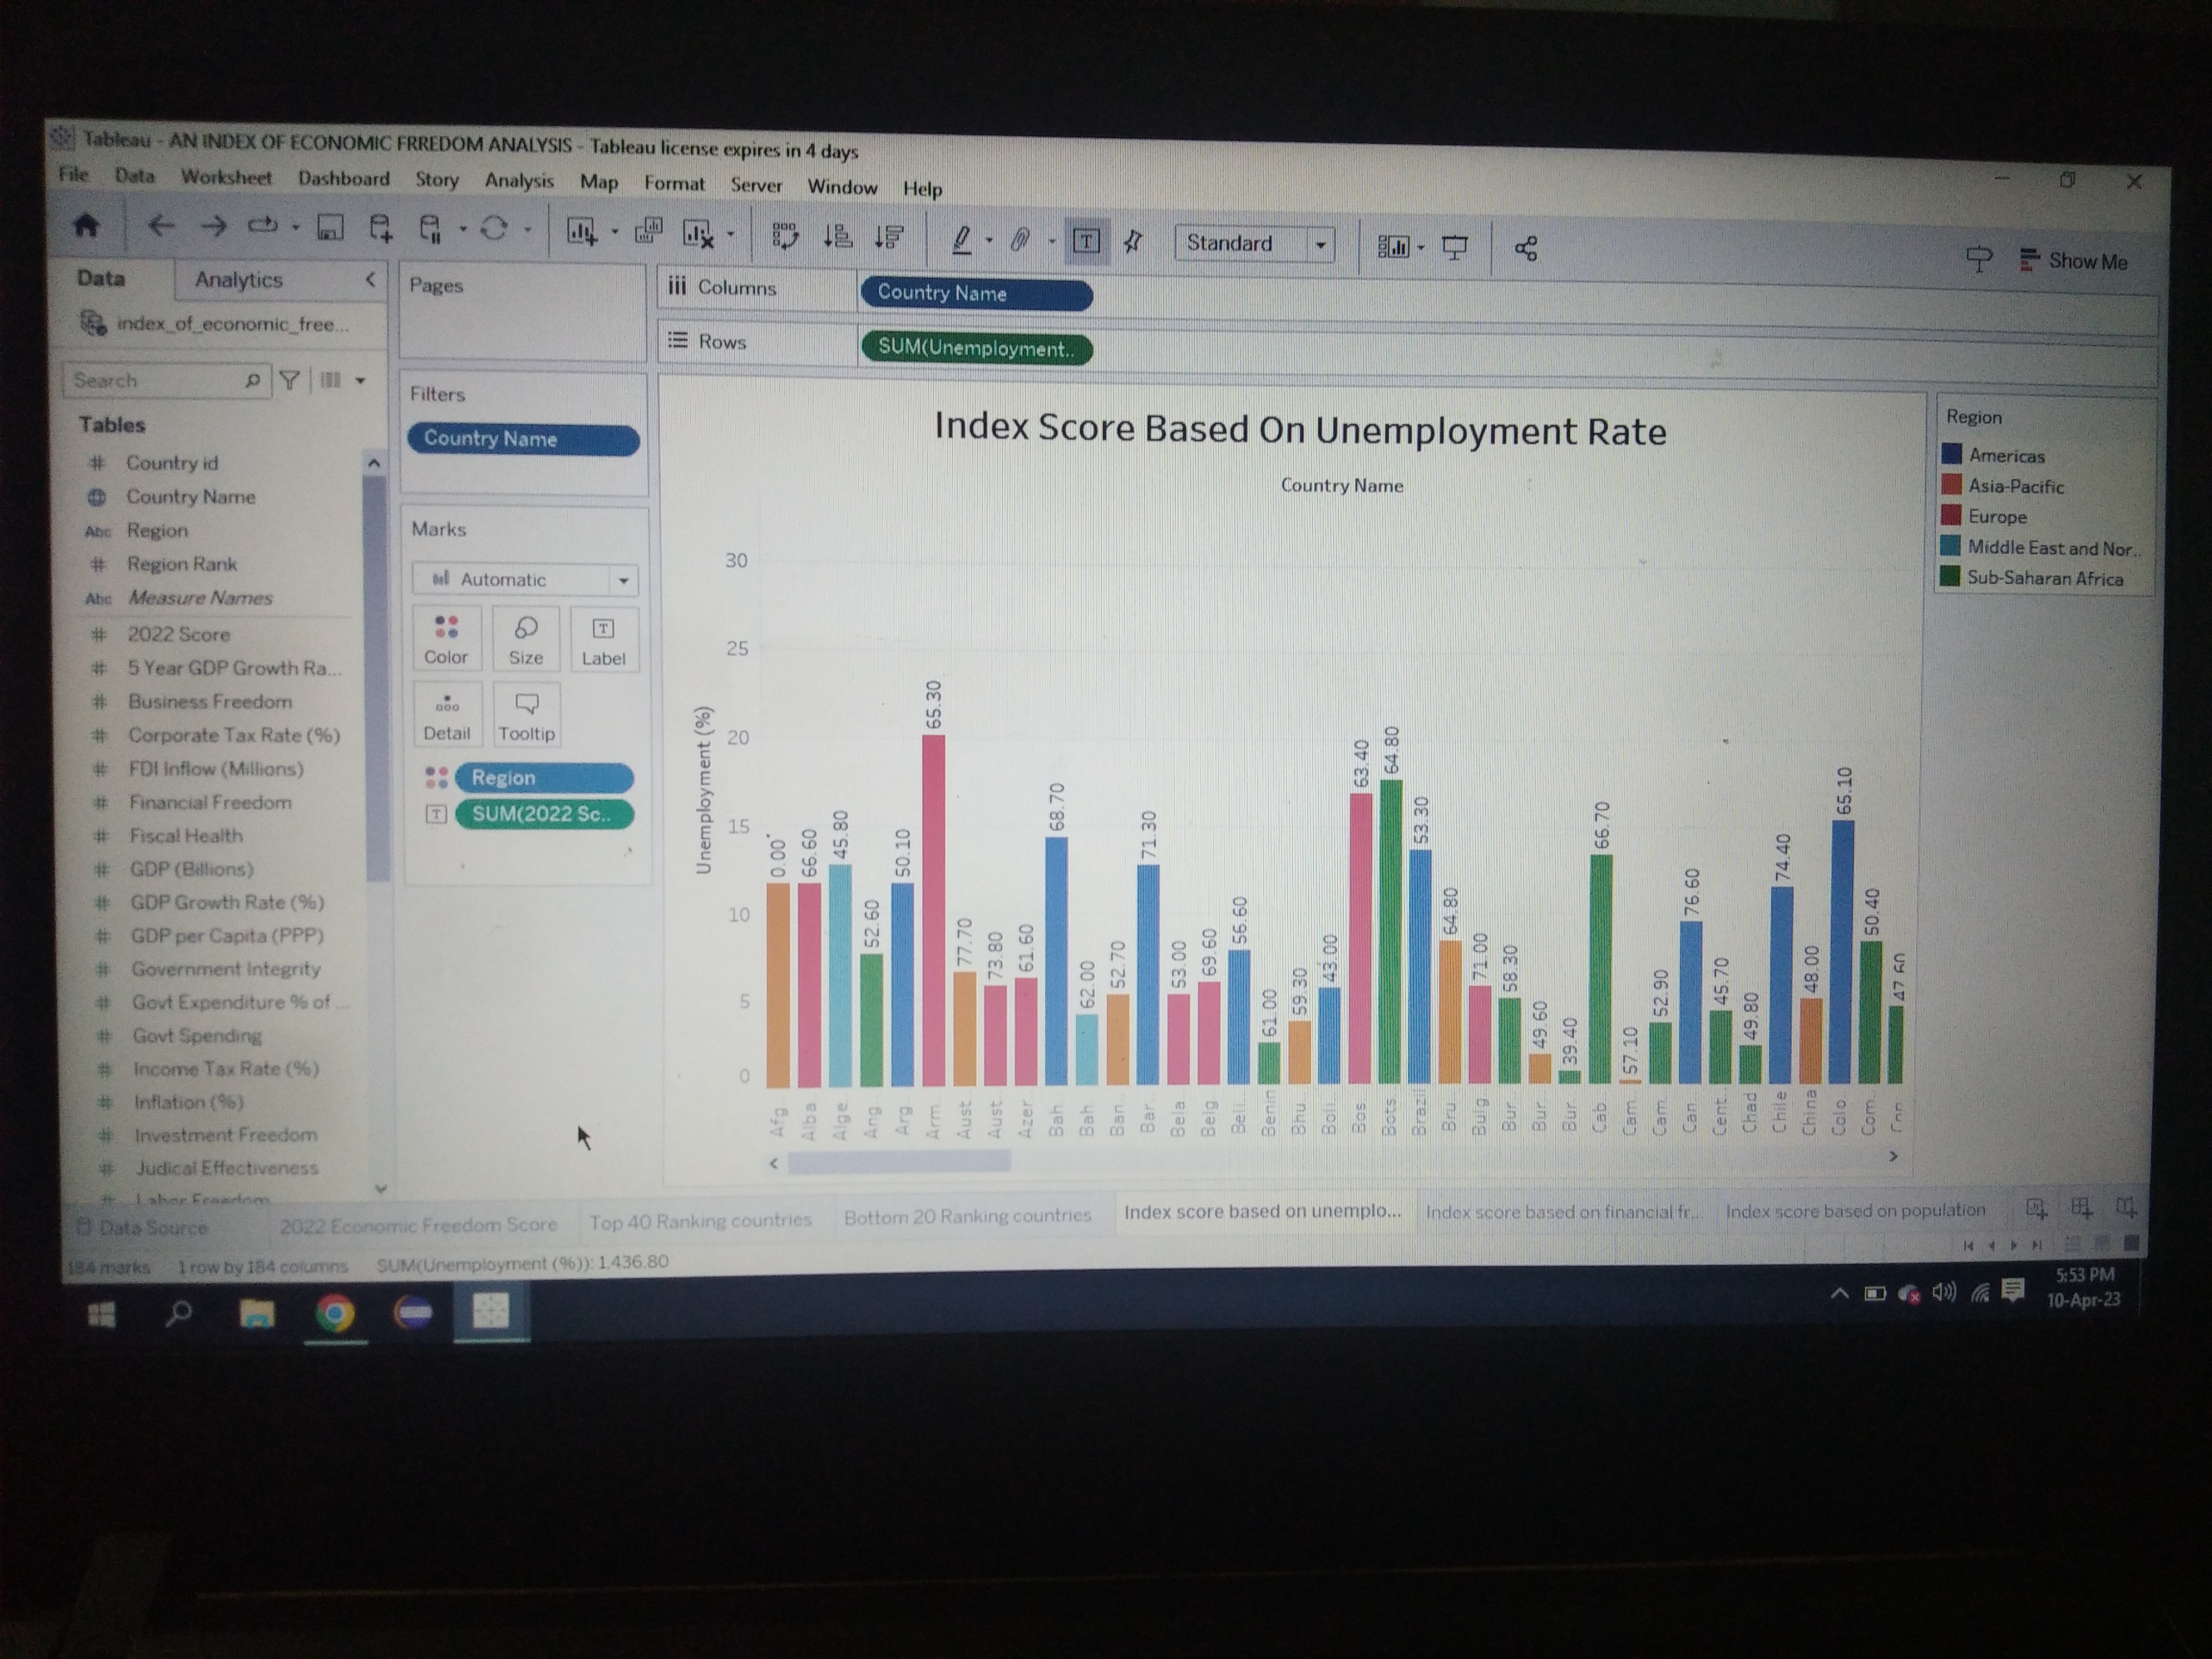 Tableau - AN INDEX OF ECONOMIC FRREDOM ANALYSIS - Tableau license expires in 4 days
File Data Worksheet Dashboard Story Analysis Map Format Server Window Help
Standard
Show Me
Data Analytics
index_of_economic_free...
Search
Tables
Country id
Country Name
Abc Region
Region Rank
Abc Measure Names
2022 Score
5 Year GDP Growth Ra...
Business Freedom
Corporate Tax Rate (%)
FDI Inflow (Millions)
Financial Freedom
Fiscal Health
GDP (Billions)
GDP Growth Rate (%)
GDP per Capita (PPP)
Government Integrity
Govt Expenditure % of ...
Govt Spending
Income Tax Rate (%)
Inflation (%)
Investment Freedom
Judical Effectiveness
Labor Freedom
Pages
Filters
Country Name
Marks
Automatic
Color Size Label
Detail Tooltip
Region
SUM(2022 Sc..
Columns Country Name
Rows SUM(Unemployment..
Index Score Based On Unemployment Rate
Country Name
Unemployment (%)
30
25
20
15
10
5
0
0.00 66.60 45.80 52.60 50.10 65.30 77.70 73.80 61.60 68.70 62.00 52.70 71.30 53.00 69.60 56.60 61.00 59.30 43.00 63.40 64.80 53.30 64.80 71.00 58.30 49.60 39.40 66.70 57.10 52.90 76.60 45.70 49.80 74.40 48.00 65.10 50.40 47.60
Afg.. Alba.. Alge.. Ang.. Arg.. Arm.. Aust.. Aust.. Azer.. Bah.. Bah.. Ban.. Bar.. Bela.. Belg.. Beli.. Benin Bhu.. Boli.. Bos.. Bots.. Brazil Bru.. Bulg.. Bur.. Bur.. Bur.. Cab.. Cam.. Cam.. Can.. Cent.. Chad Chile China Colo.. Com.. Con..
Region
Americas
Asia-Pacific
Europe
Middle East and Nor..
Sub-Saharan Africa
Data Source 2022 Economic Freedom Score Top 40 Ranking countries Bottom 20 Ranking countries Index score based on unemplo... Index score based on financial fr... Index score based on population
184 marks 1 row by 184 columns SUM(Unemployment (%)): 1,436.80
5:53 PM
10-Apr-23